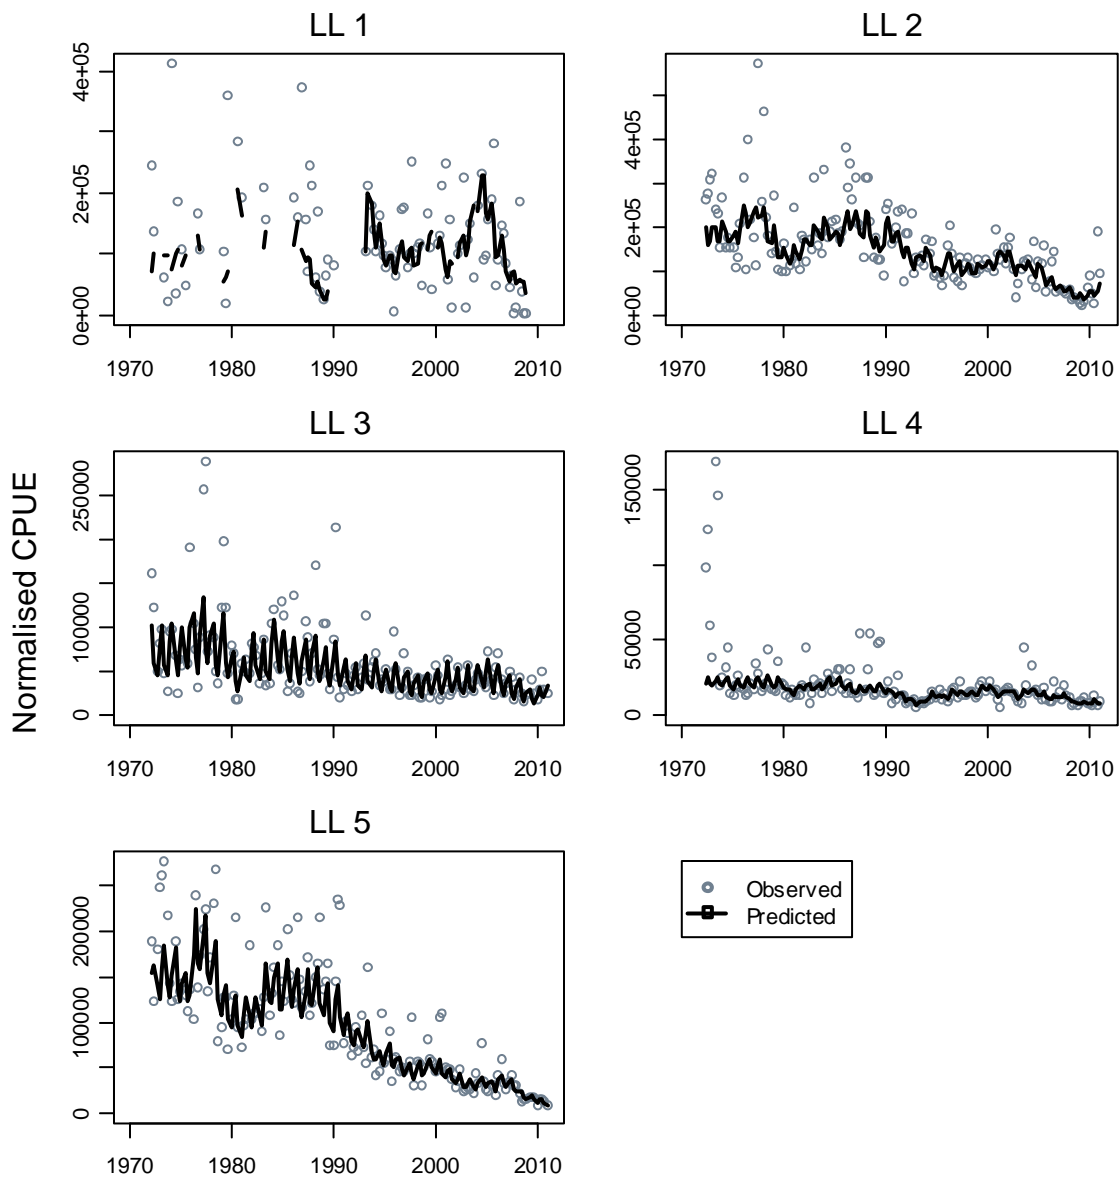 LL 1
4e+05
2e+05
0e+00
1970 1980 1990 2000 2010
LL 2
4e+05
2e+05
0e+00
1970 1980 1990 2000 2010
Normalised CPUE
LL 3
250000
100000
0
1970 1980 1990 2000 2010
LL 4
150000
50000
0
1970 1980 1990 2000 2010
LL 5
200000
100000
0
1970 1980 1990 2000 2010
Observed
Predicted